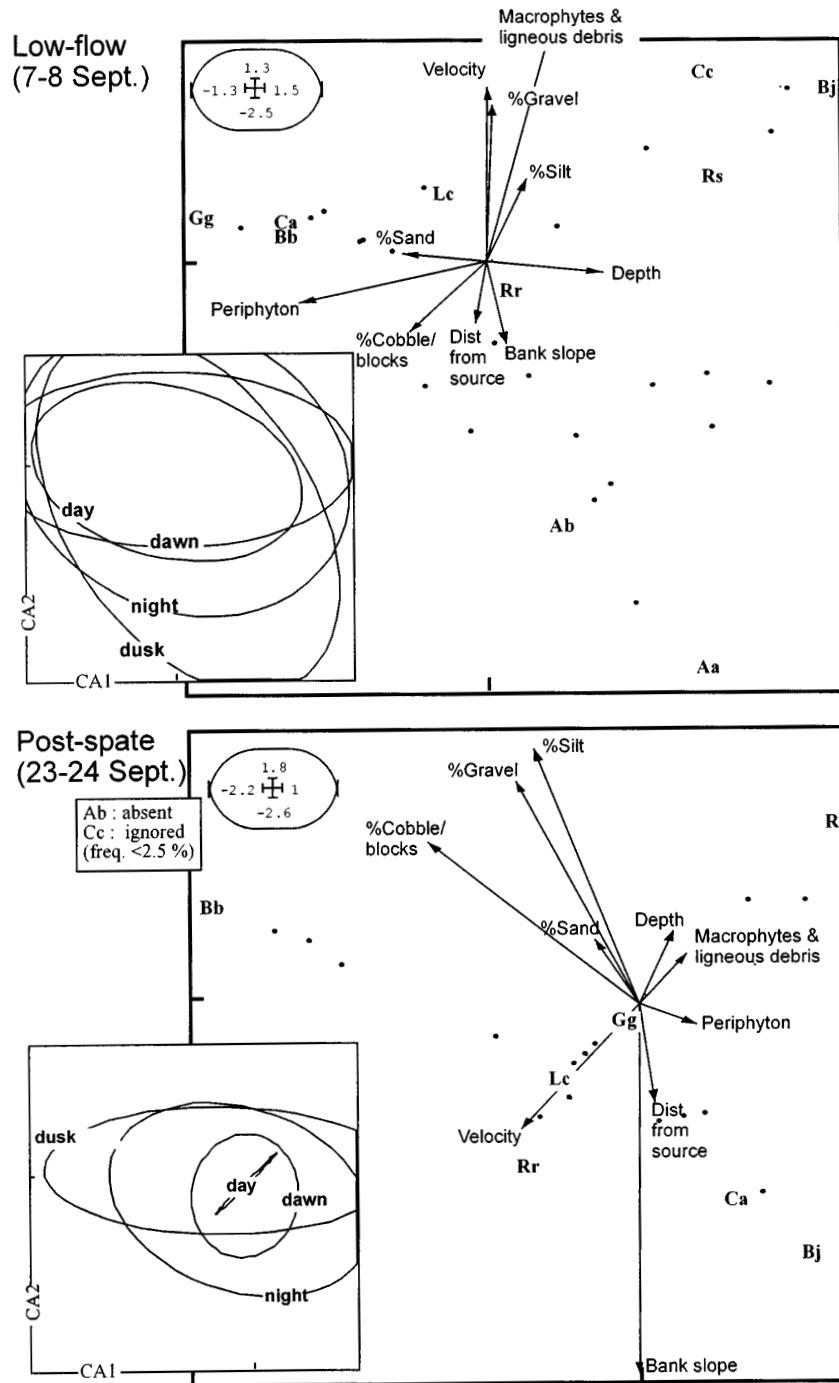 Low-flow
(7-8 Sept.)
1.3
-1.3
1.5
-2.5
Macrophytes &
ligneous debris
Velocity
%Gravel
Cc
Bj
%Silt
Rs
Lc
Gg
Ca
Bb
%Sand
Rr
Depth
Periphyton
%Cobble/
blocks
Dist
from
source
Bank slope
Ab
Aa
day
dawn
night
dusk
CA2
CA1
Post-spate
(23-24 Sept.)
1.8
-2.2
1
-2.6
Ab : absent
Cc : ignored
(freq. <2.5 %)
%Silt
%Gravel
%Cobble/
blocks
R
Bb
%Sand
Depth
Macrophytes &
ligneous debris
Gg
Periphyton
Lc
Velocity
Dist
from
source
Rr
Ca
Bj
Bank slope
dusk
day
dawn
night
CA2
CA1